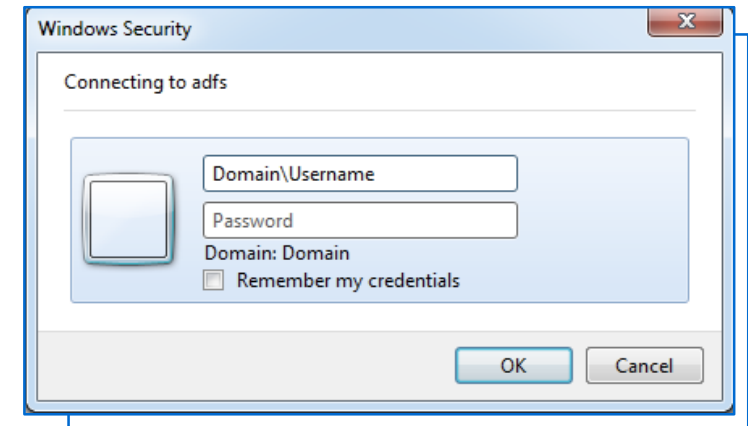 Windows Security
Connecting to adfs
Domain\Username
Password
Domain: Domain
Remember my credentials
OK
Cancel